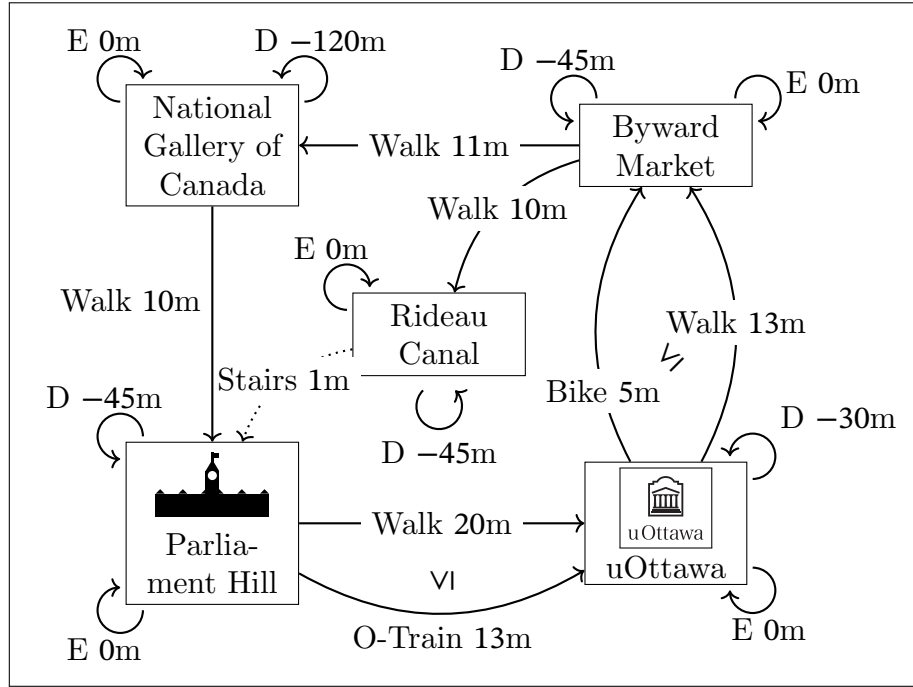 E 0m
D −120m
National
Gallery of
Canada
Walk 11m
D −45m
E 0m
Byward
Market
Walk 10m
E 0m
Rideau
Canal
D −45m
Walk 10m
Stairs 1m
Bike 5m
≤
Walk 13m
D −45m
Parlia-
ment Hill
E 0m
Walk 20m
≤
O-Train 13m
D −30m
uOttawa
uOttawa
E 0m